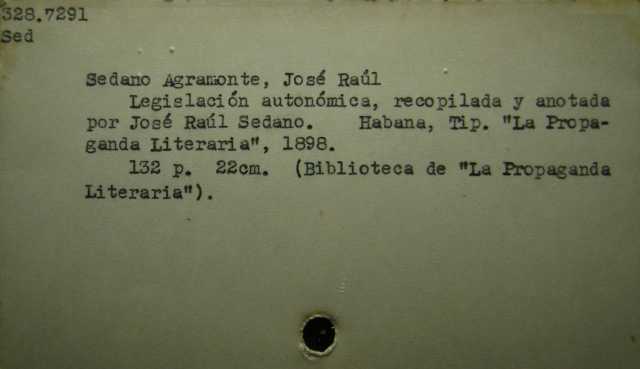 328.7291
Sed
Sedano Agramonte, José Raúl
Legislación autonómica, recopilada y anotada
por José Raúl Sedano. Habana, Tip. "La Propa-
ganda Literaria", 1898.
132 p. 22cm. (Biblioteca de "La Propaganda
Literaria").